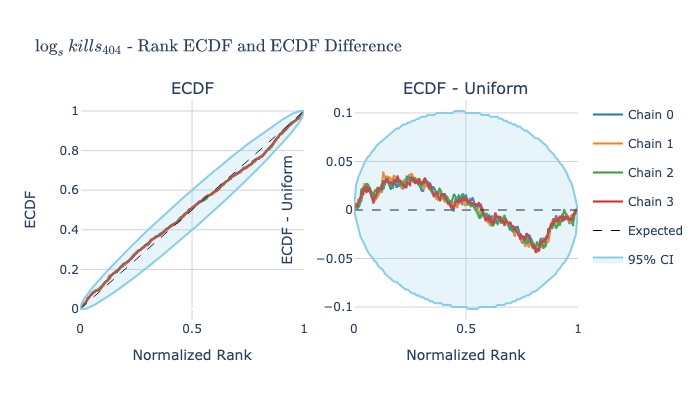 log_s kills_404 - Rank ECDF and ECDF Difference
ECDF
ECDF - Uniform
1
0.8
0.6
0.4
0.2
0
ECDF
0
0.5
1
Normalized Rank
0.1
0.05
0
−0.05
−0.1
ECDF - Uniform
0
0.5
1
Normalized Rank
Chain 0
Chain 1
Chain 2
Chain 3
Expected
95% CI